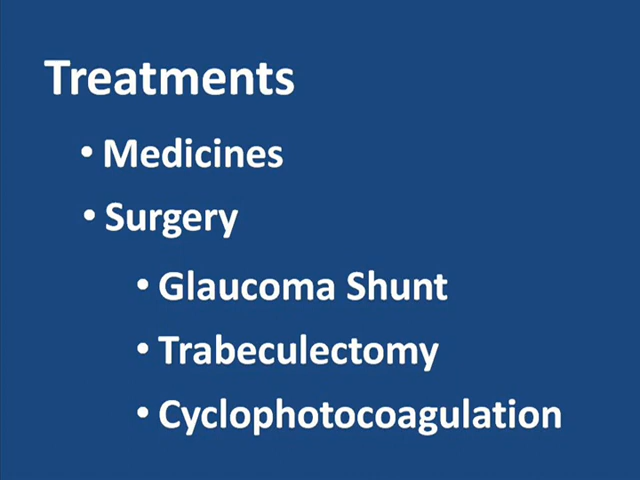 Treatments
• Medicines
• Surgery
• Glaucoma Shunt
• Trabeculectomy
• Cyclophotocoagulation